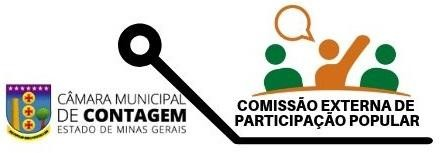 CÂMARA MUNICIPAL
DE CONTAGEM
ESTADO DE MINAS GERAIS
COMISSÃO EXTERNA DE
PARTICIPAÇÃO POPULAR